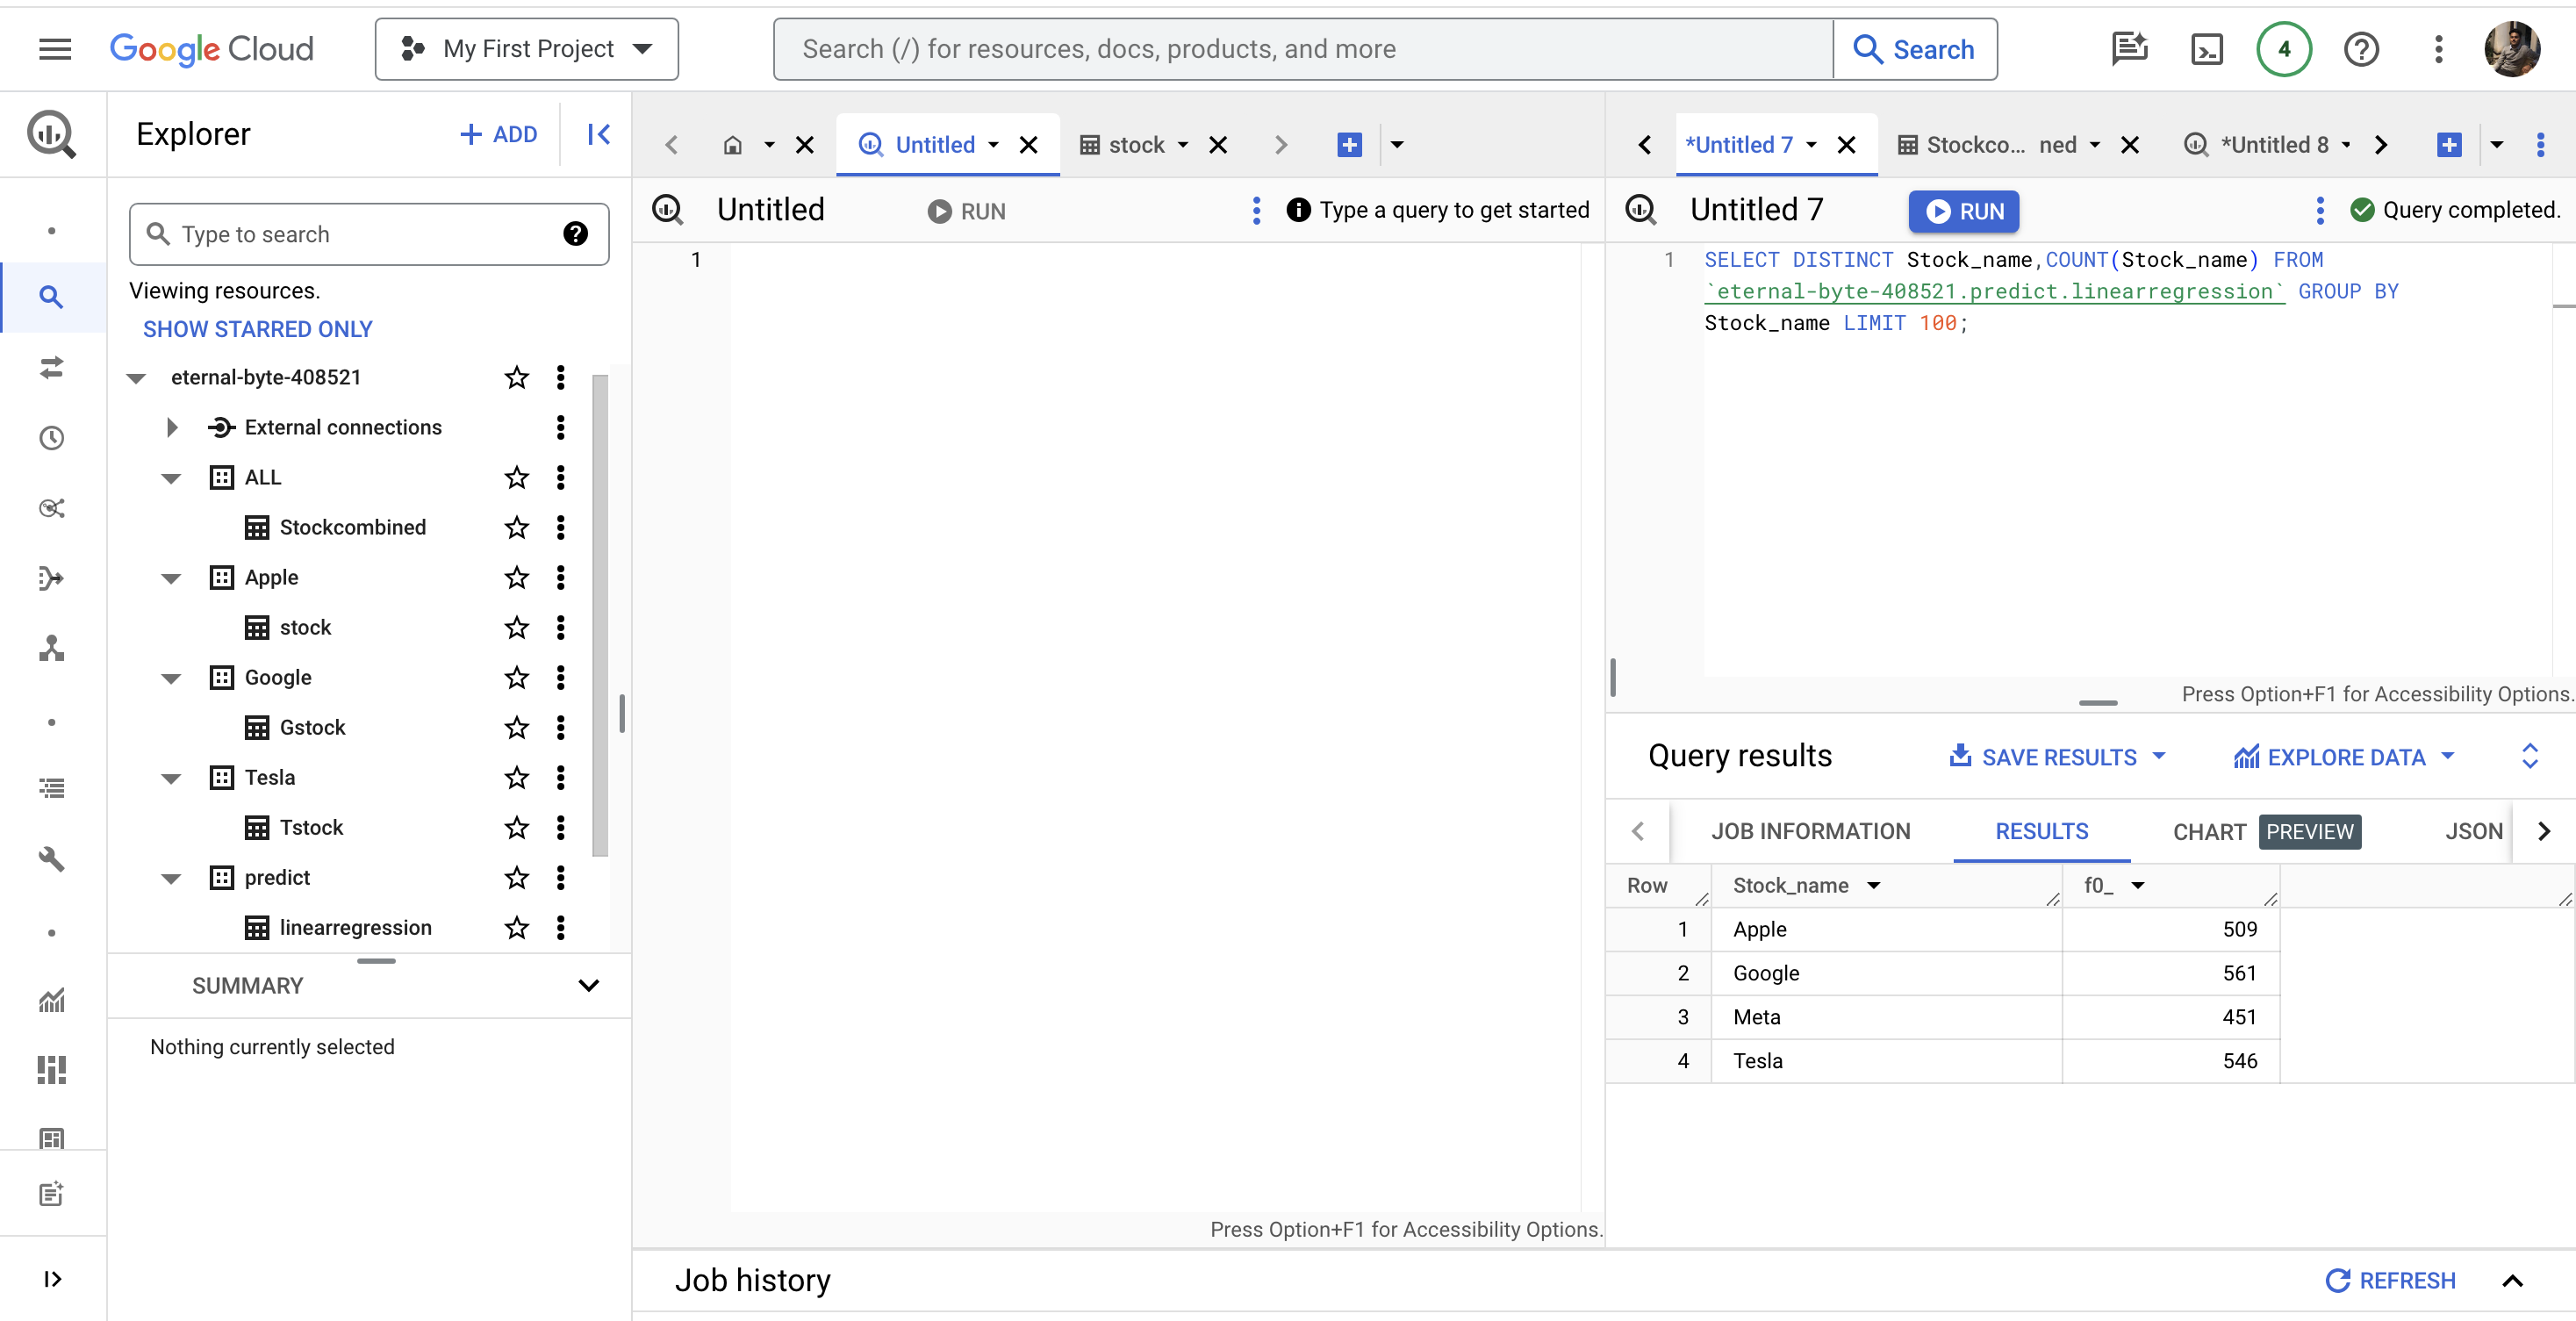 Google Cloud
My First Project
Search (/) for resources, docs, products, and more
Search
4
Explorer
ADD
Type to search
Viewing resources.
SHOW STARRED ONLY
eternal-byte-408521
External connections
ALL
Stockcombined
Apple
stock
Google
Gstock
Tesla
Tstock
predict
linearregression
SUMMARY
Nothing currently selected
Untitled
stock
Untitled
RUN
Type a query to get started
1
Press Option+F1 for Accessibility Options.
*Untitled 7
Stockco... ned
*Untitled 8
Untitled 7
RUN
Query completed.
1 SELECT DISTINCT Stock_name,COUNT(Stock_name) FROM
`eternal-byte-408521.predict.linearregression` GROUP BY
Stock_name LIMIT 100;
Press Option+F1 for Accessibility Options.
Query results
SAVE RESULTS
EXPLORE DATA
JOB INFORMATION
RESULTS
CHART PREVIEW
JSON
Row Stock_name f0_
1 Apple 509
2 Google 561
3 Meta 451
4 Tesla 546
Job history
REFRESH